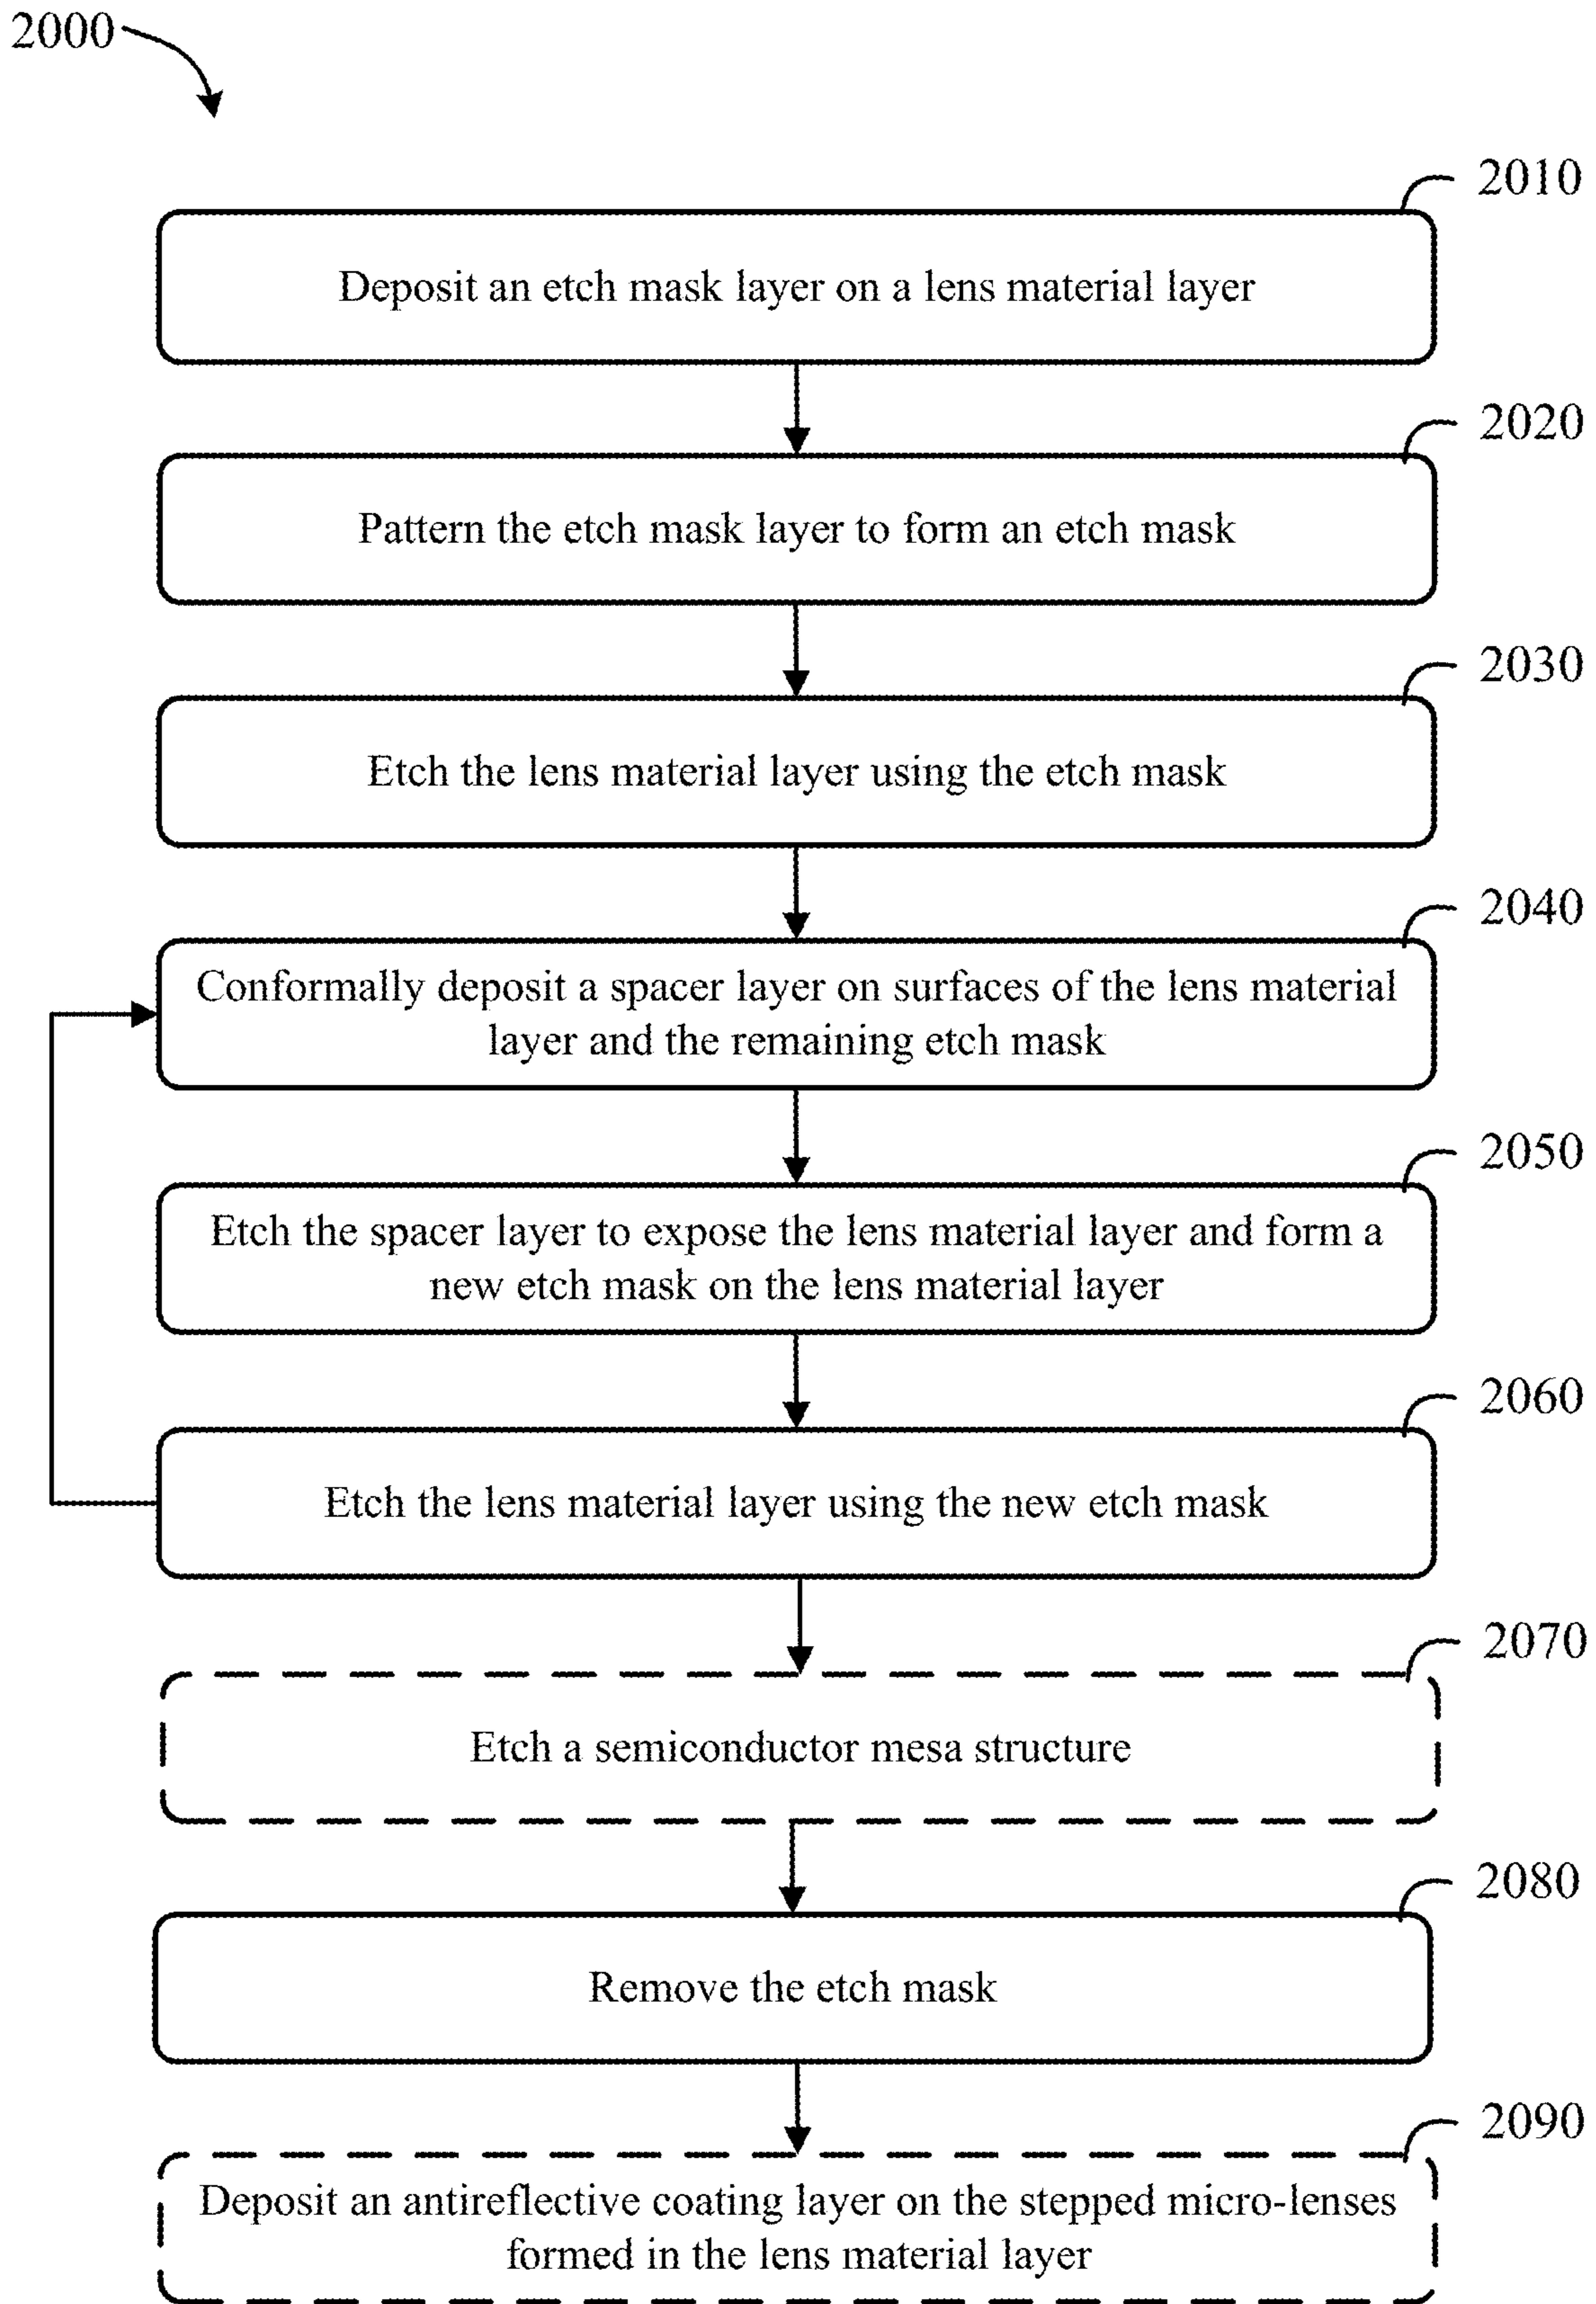 2000
2010
Deposit an etch mask layer on a lens material layer
2020
Pattern the etch mask layer to form an etch mask
2030
Etch the lens material layer using the etch mask
2040
Conformally deposit a spacer layer on surfaces of the lens material
layer and the remaining etch mask
2050
Etch the spacer layer to expose the lens material layer and form a
new etch mask on the lens material layer
2060
Etch the lens material layer using the new etch mask
2070
Etch a semiconductor mesa structure
2080
Remove the etch mask
2090
Deposit an antireflective coating layer on the stepped micro-lenses
formed in the lens material layer